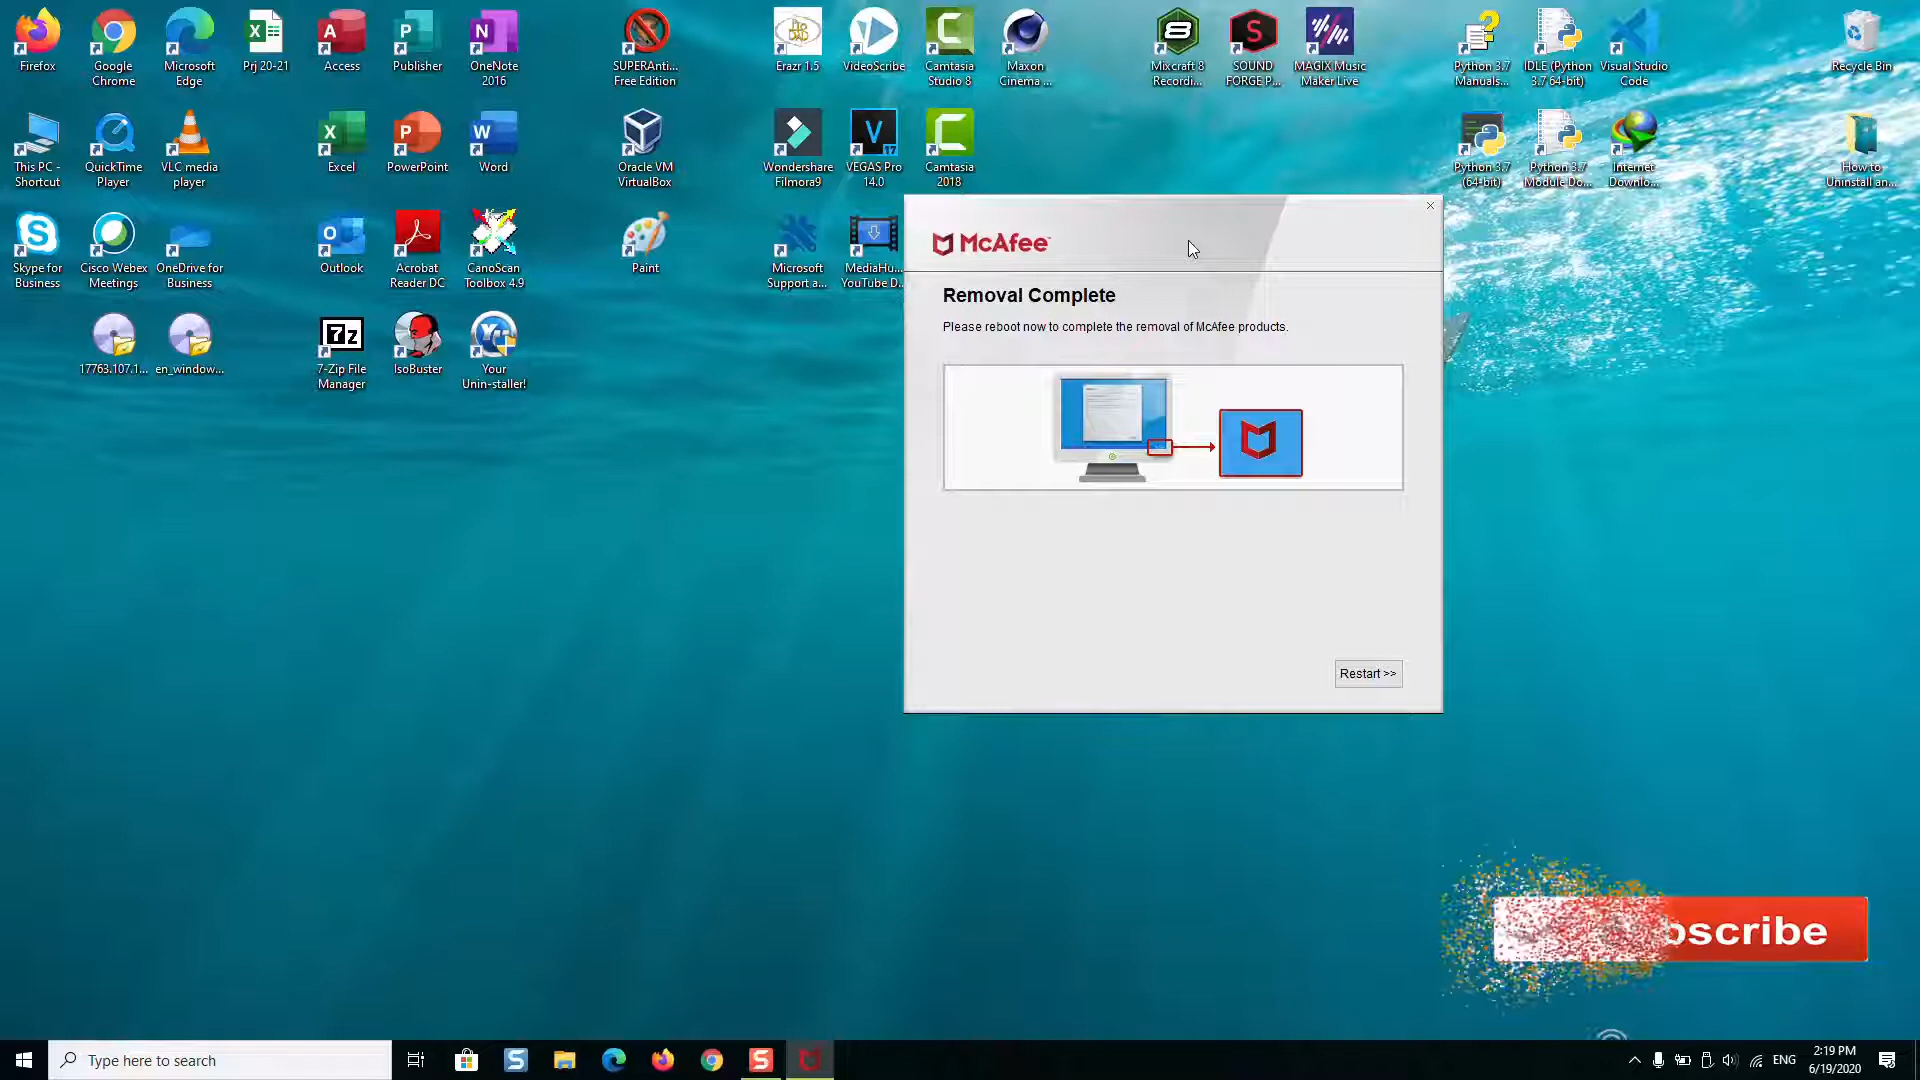 Firefox
Google
Chrome
Microsoft
Edge
Prj 20-21
Access
Publisher
OneNote
2016
SUPERAnti...
Free Edition
Erazr 1.5
VideoScribe
Camtasia
Studio 8
Maxon
Cinema ...
Mixcraft 8
Recordi...
SOUND
FORGE P...
MAGIX Music
Maker Live
Python 3.7
Manuals...
IDLE (Python
3.7 64-bit)
Visual Studio
Code
Recycle Bin
This PC -
Shortcut
QuickTime
Player
VLC media
player
Excel
PowerPoint
Word
Oracle VM
VirtualBox
Wondershare
Filmora9
VEGAS Pro
14.0
Camtasia
2018
Python 3.7
(64-bit)
Python 3.7
Module Do...
Internet
Downlo...
How to
Uninstall an...
Skype for
Business
Cisco Webex
Meetings
OneDrive for
Business
Outlook
Acrobat
Reader DC
CanoScan
Toolbox 4.9
Paint
Microsoft
Support a...
MediaHu...
YouTube D...
17763.107.1...
en_window...
7-Zip File
Manager
IsoBuster
Your
Unin-staller!
McAfee
Removal Complete
Please reboot now to complete the removal of McAfee products.
Restart >>
Type here to search
ENG
2:19 PM
6/19/2020